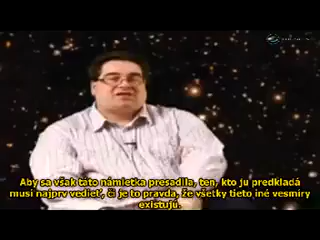 Aby sa však táto námietka presadila, ten, kto ju predkladá
musí najprv vedieť, či je to pravda, že všetky tieto iné vesmíry
existujú.